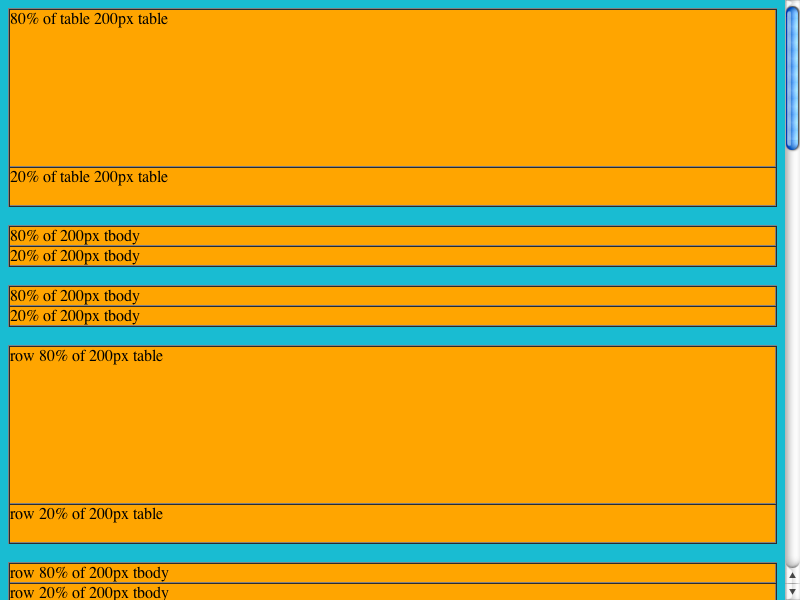 80% of table 200px table
20% of table 200px table
80% of 200px tbody
20% of 200px tbody
80% of 200px tbody
20% of 200px tbody
row 80% of 200px table
row 20% of 200px table
row 80% of 200px tbody
row 20% of 200px tbody